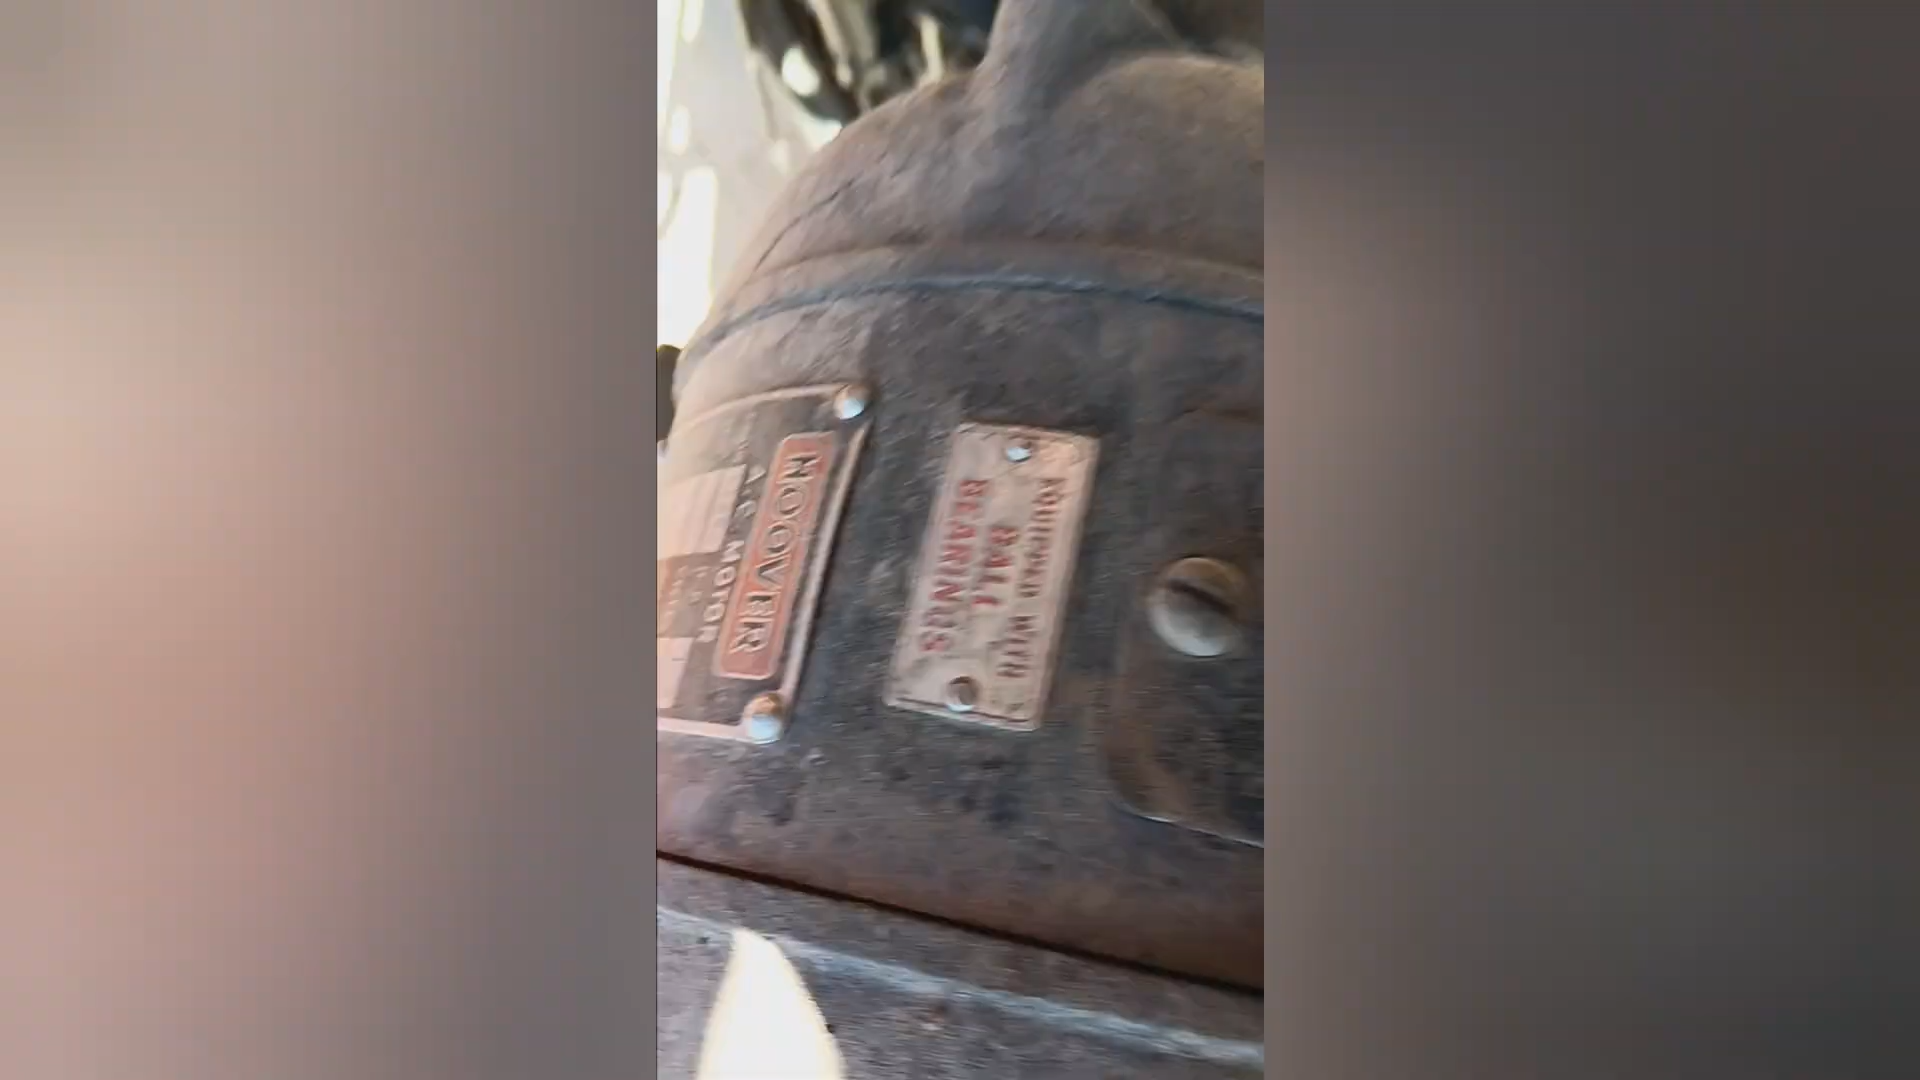 HOOVER
A.C. MOTOR
EQUIPPED WITH
BALL
BEARINGS